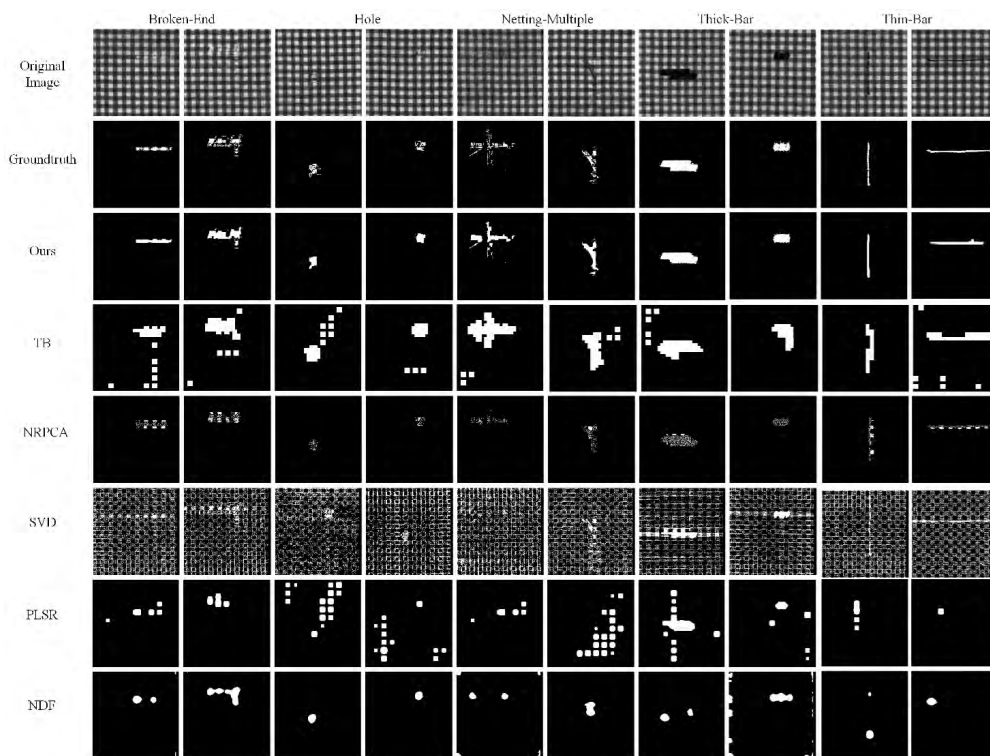 Broken-End Hole Netting-Multiple Thick-Bar Thin-Bar
Original
Image
Groundtruth
Ours
TB
NRPCA
SVD
PLSR
NDF